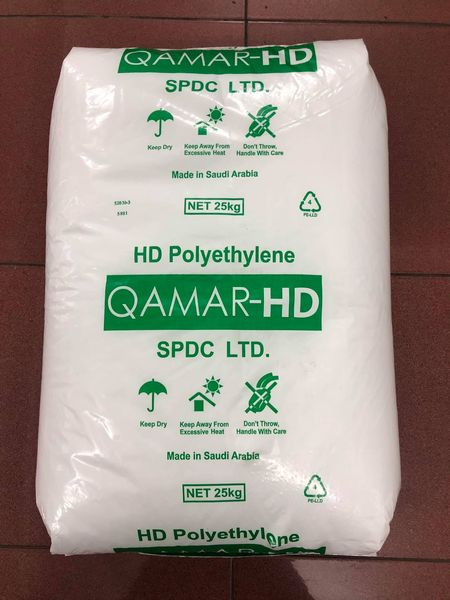 QAMAR-HD
SPDC LTD.
Keep Dry
Keep Away From
Excessive Heat
Don't Throw,
Handle With Care
Made in Saudi Arabia
NET 25kg
4
PE-LLD
HD Polyethylene
QAMAR-HD
SPDC LTD.
Keep Dry
Keep Away From
Excessive Heat
Don't Throw,
Handle With Care
Made in Saudi Arabia
NET 25kg
4
PE-LLD
HD Polyethylene
QAMAR-HD